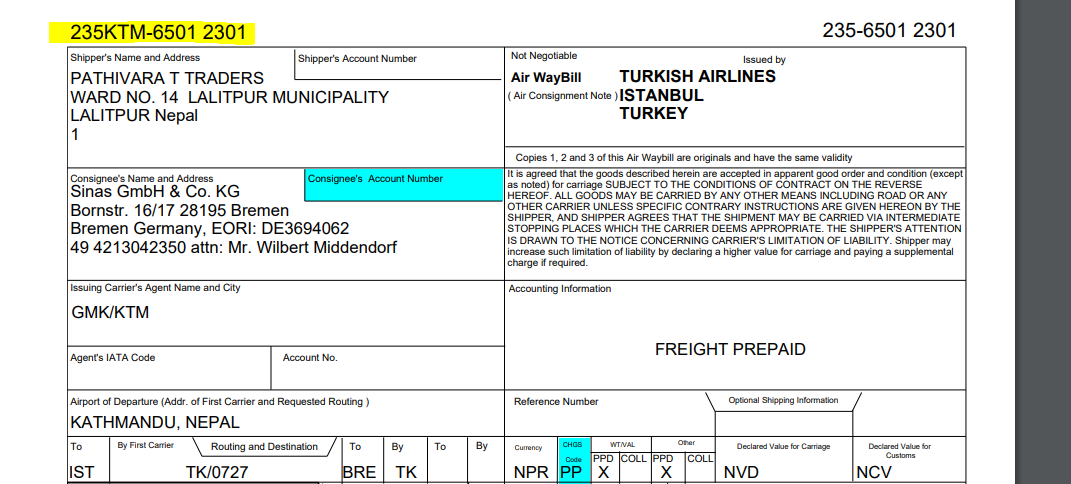 235KTM-6501 2301
235-6501 2301
Shipper's Name and Address
Shipper's Account Number
PATHIVARA T TRADERS
WARD NO. 14 LALITPUR MUNICIPALITY
LALITPUR Nepal
1
Not Negotiable
Issued by
Air WayBill
( Air Consignment Note )
TURKISH AIRLINES
ISTANBUL
TURKEY
Copies 1, 2 and 3 of this Air Waybill are originals and have the same validity
Consignee's Name and Address
Consignee's Account Number
Sinas GmbH & Co. KG
Bornstr. 16/17 28195 Bremen
Bremen Germany, EORI: DE3694062
49 4213042350 attn: Mr. Wilbert Middendorf
It is agreed that the goods described herein are accepted in apparent good order and condition (except
as noted) for carriage SUBJECT TO THE CONDITIONS OF CONTRACT ON THE REVERSE
HEREOF. ALL GOODS MAY BE CARRIED BY ANY OTHER MEANS INCLUDING ROAD OR ANY
OTHER CARRIER UNLESS SPECIFIC CONTRARY INSTRUCTIONS ARE GIVEN HEREON BY THE
SHIPPER, AND SHIPPER AGREES THAT THE SHIPMENT MAY BE CARRIED VIA INTERMEDIATE
STOPPING PLACES WHICH THE CARRIER DEEMS APPROPRIATE. THE SHIPPER'S ATTENTION
IS DRAWN TO THE NOTICE CONCERNING CARRIER'S LIMITATION OF LIABILITY. Shipper may
increase such limitation of liability by declaring a higher value for carriage and paying a supplemental
charge if required.
Issuing Carrier's Agent Name and City
GMK/KTM
Accounting Information
FREIGHT PREPAID
Agent's IATA Code
Account No.
Airport of Departure (Addr. of First Carrier and Requested Routing )
KATHMANDU, NEPAL
Reference Number
Optional Shipping Information
To
By First Carrier
Routing and Destination
To
By
To
By
IST
TK/0727
BRE
TK
Currency
NPR
CHGS
Code
PP
WT/VAL
PPD
COLL
X
Other
PPD
COLL
X
Declared Value for Carriage
NVD
Declared Value for
Customs
NCV